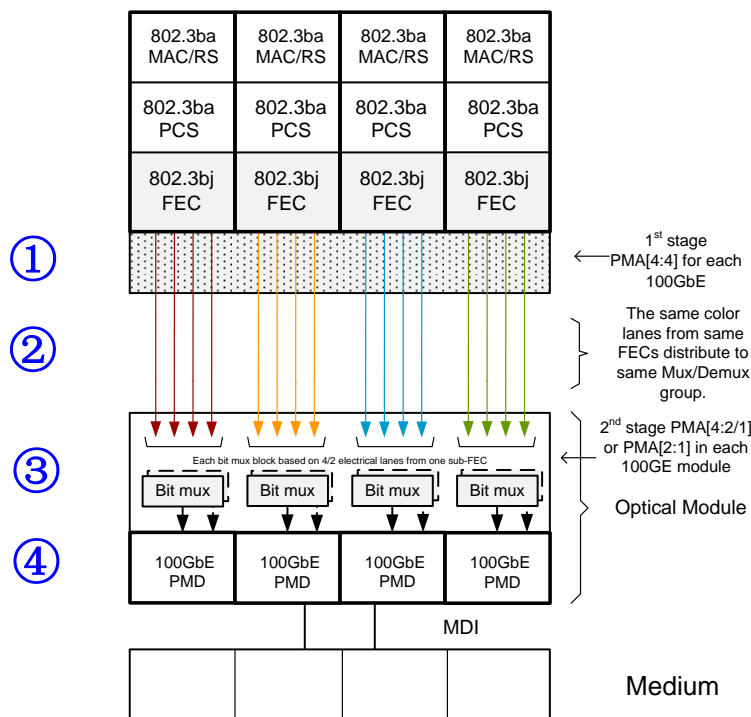 802.3ba
MAC/RS
802.3ba
MAC/RS
802.3ba
MAC/RS
802.3ba
MAC/RS
802.3ba
PCS
802.3ba
PCS
802.3ba
PCS
802.3ba
PCS
802.3bj
FEC
802.3bj
FEC
802.3bj
FEC
802.3bj
FEC
①
1st stage
PMA[4:4] for each
100GbE
②
The same color
lanes from same
FECs distribute to
same Mux/Demux
group.
③
2nd stage PMA[4:2/1]
or PMA[2:1] in each
100GE module
Each bit mux block based on 4/2 electrical lanes from one sub-FEC
Bit mux
Bit mux
Bit mux
Bit mux
Optical Module
④
100GbE
PMD
100GbE
PMD
100GbE
PMD
100GbE
PMD
MDI
Medium